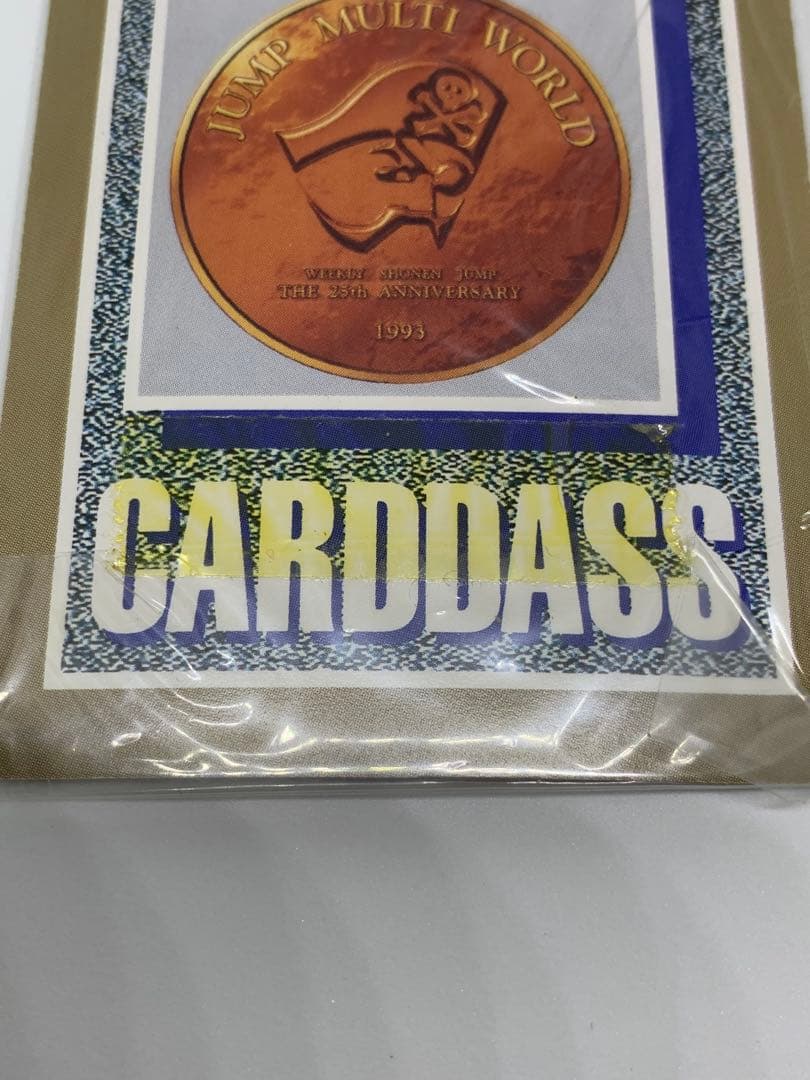 JUMP MULTI WORLD
WEEKLY SHONEN JUMP
THE 25th ANNIVERSARY
1993
CARDDASS